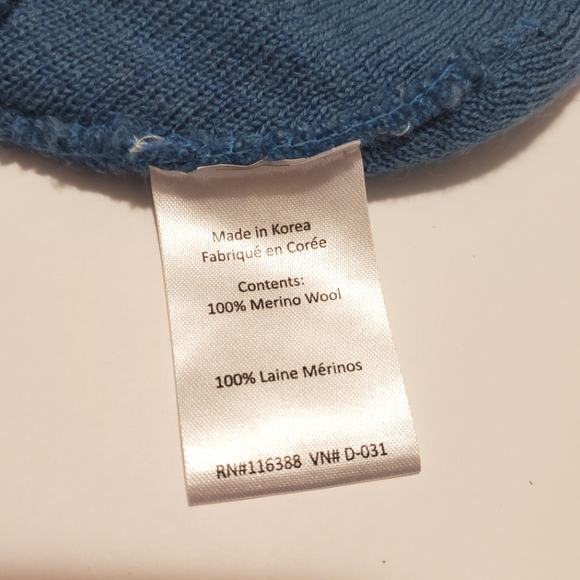 Made in Korea
Fabriqué en Corée
Contents:
100% Merino Wool
100% Laine Mérinos
RN#116388 VN# D-031